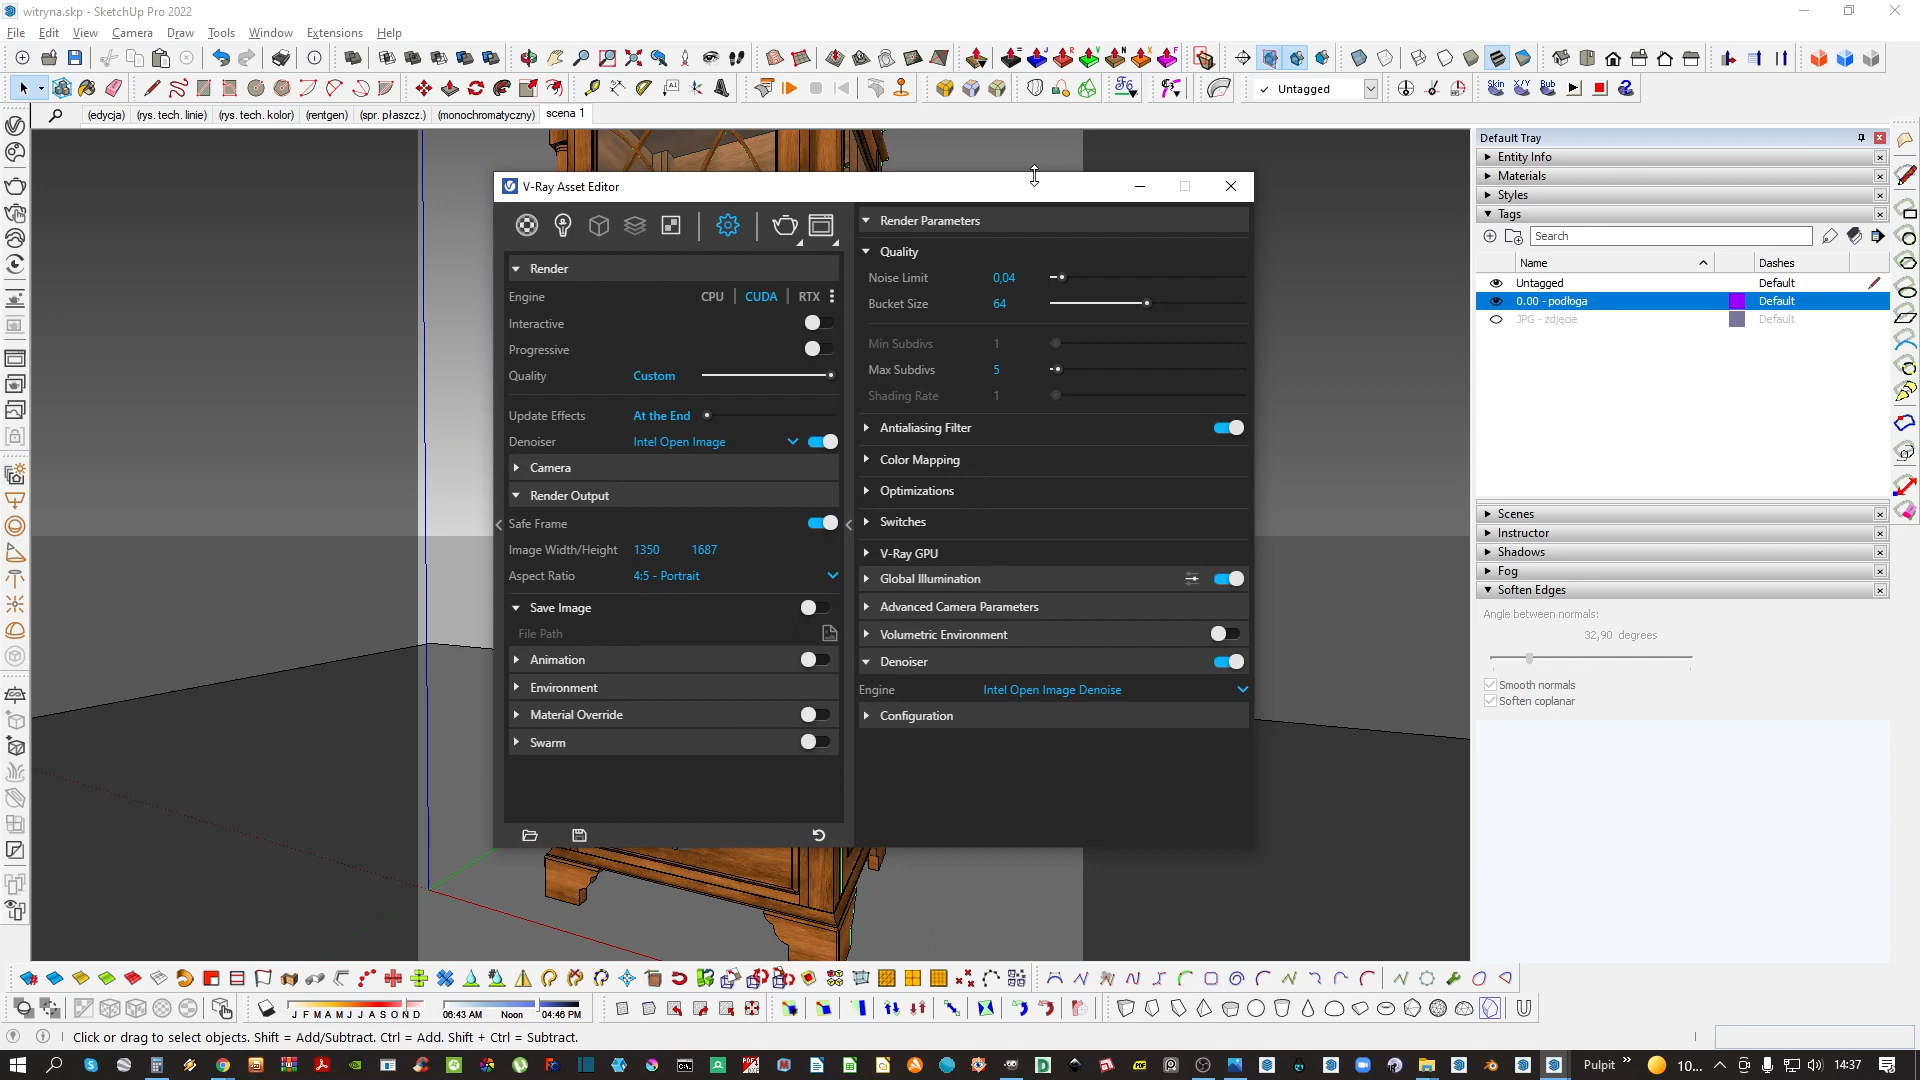 witryna.skp - SketchUp Pro 2022
File Edit View Camera Draw Tools Window Extensions Help
Untagged
Skin X/Y Bub
(edycja) (rys. tech. linie) (rys. tech. kolor) (rentgen) (spr. płaszcz.) (monochromatyczny) scena 1
V-Ray Asset Editor
Render
Engine CPU CUDA RTX
Interactive
Progressive
Quality Custom
Update Effects At the End
Denoiser Intel Open Image
Camera
Render Output
Safe Frame
Image Width/Height 1350 1687
Aspect Ratio 4:5 - Portrait
Save Image
File Path
Animation
Environment
Material Override
Swarm
Render Parameters
Quality
Noise Limit 0,04
Bucket Size 64
Min Subdivs 1
Max Subdivs 5
Shading Rate 1
Antialiasing Filter
Color Mapping
Optimizations
Switches
V-Ray GPU
Global Illumination
Advanced Camera Parameters
Volumetric Environment
Denoiser
Engine Intel Open Image Denoise
Configuration
Default Tray
Entity Info
Materials
Styles
Tags
Search
Name Dashes
Untagged Default
0.00 - podłoga Default
JPG - zdjęcie Default
Scenes
Instructor
Shadows
Fog
Soften Edges
Angle between normals:
32,90 degrees
Smooth normals
Soften coplanar
J F M A M J J A S O N D 06:43 AM Noon 04:46 PM
Click or drag to select objects. Shift = Add/Subtract. Ctrl = Add. Shift + Ctrl = Subtract.
Pulpit 10... 14:37